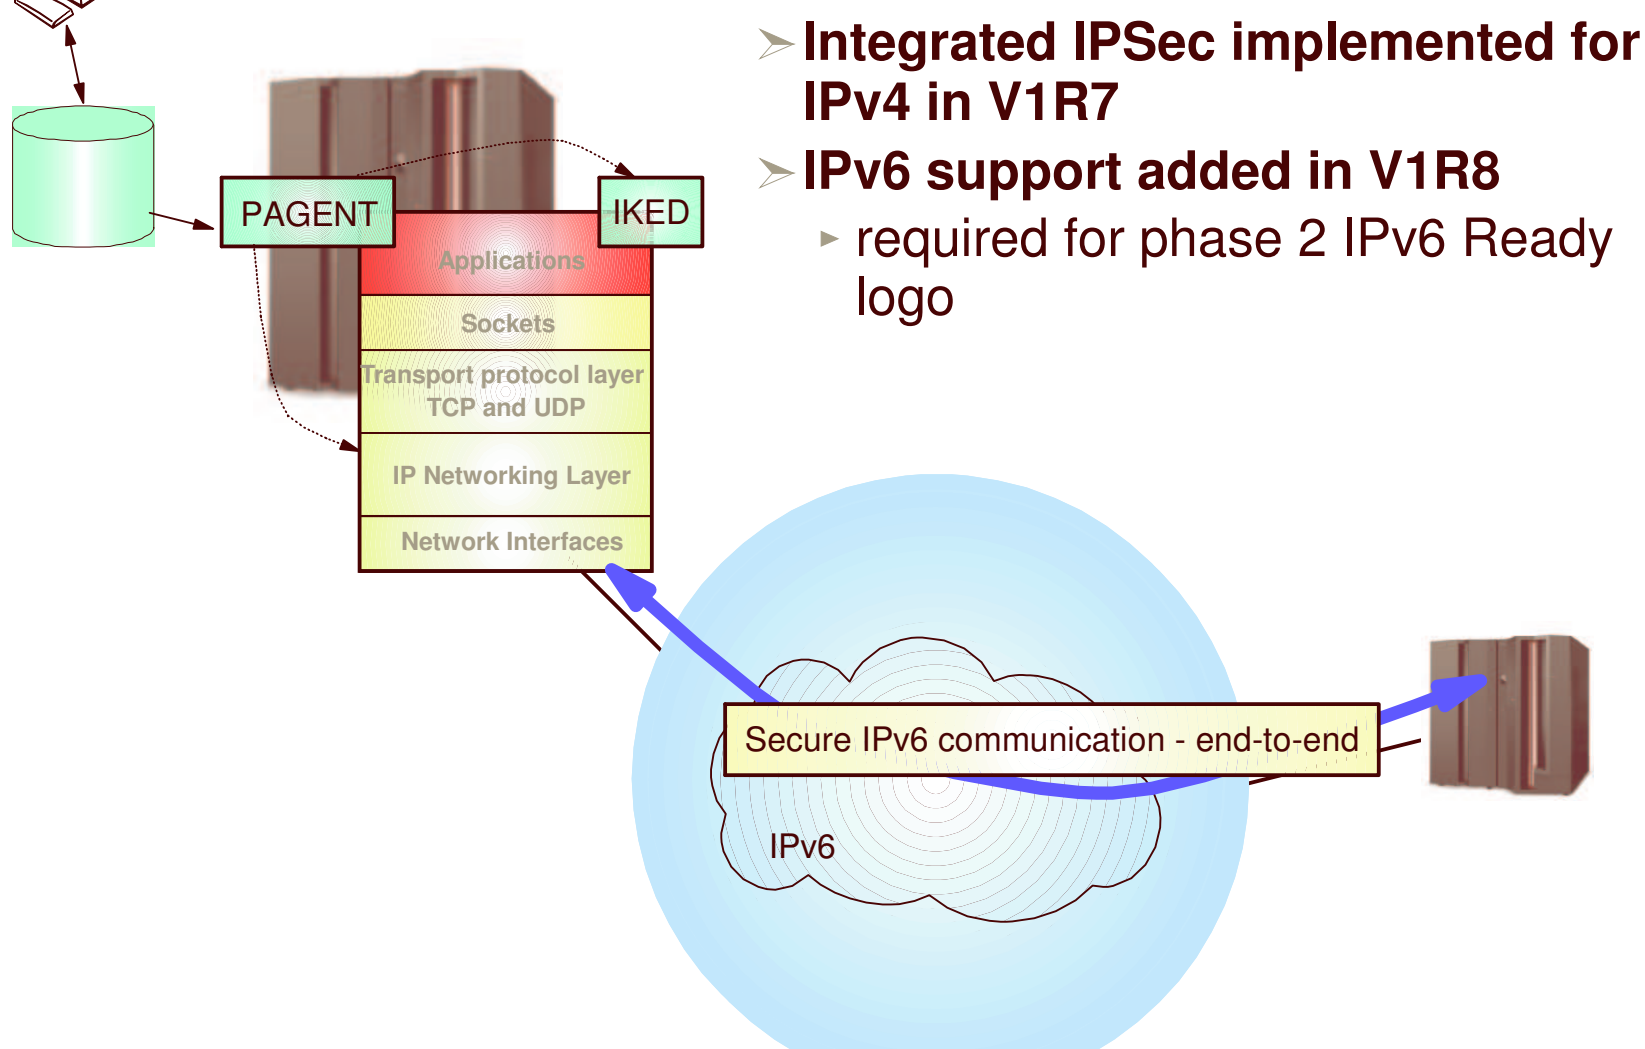 Integrated IPSec implemented for
IPv4 in V1R7
IPv6 support added in V1R8
required for phase 2 IPv6 Ready
logo
PAGENT
IKED
Applications
Sockets
Transport protocol layer
TCP and UDP
IP Networking Layer
Network Interfaces
Secure IPv6 communication - end-to-end
IPv6